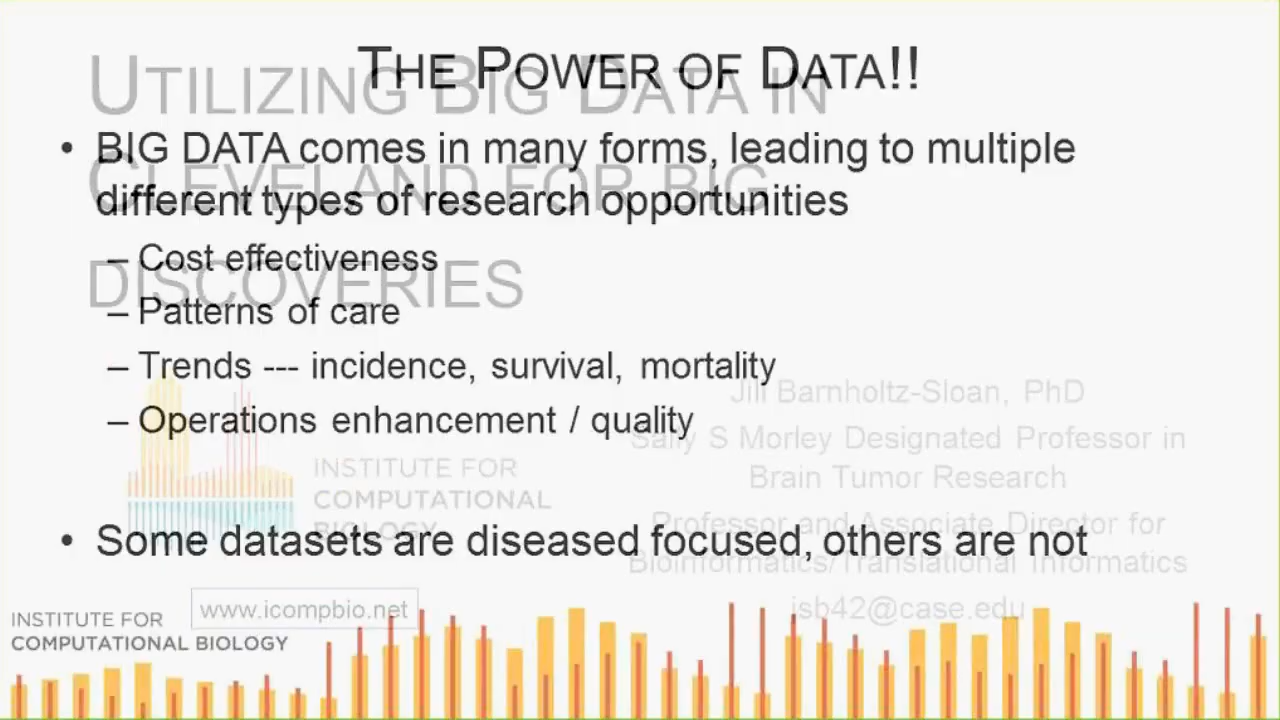 THE POWER OF DATA!!
UTILIZING BIG DATA IN
CLEVELAND FOR BIG
DISCOVERIES
• BIG DATA comes in many forms, leading to multiple
different types of research opportunities
– Cost effectiveness
– Patterns of care
– Trends --- incidence, survival, mortality
– Operations enhancement / quality
• Some datasets are diseased focused, others are not
Jill Barnholtz-Sloan, PhD
Sally S Morley Designated Professor in
Brain Tumor Research
Professor and Associate Director for
Bioinformatics/Translational Informatics
jsb42@case.edu
INSTITUTE FOR
COMPUTATIONAL
BIOLOGY
www.icompbio.net
INSTITUTE FOR
COMPUTATIONAL BIOLOGY